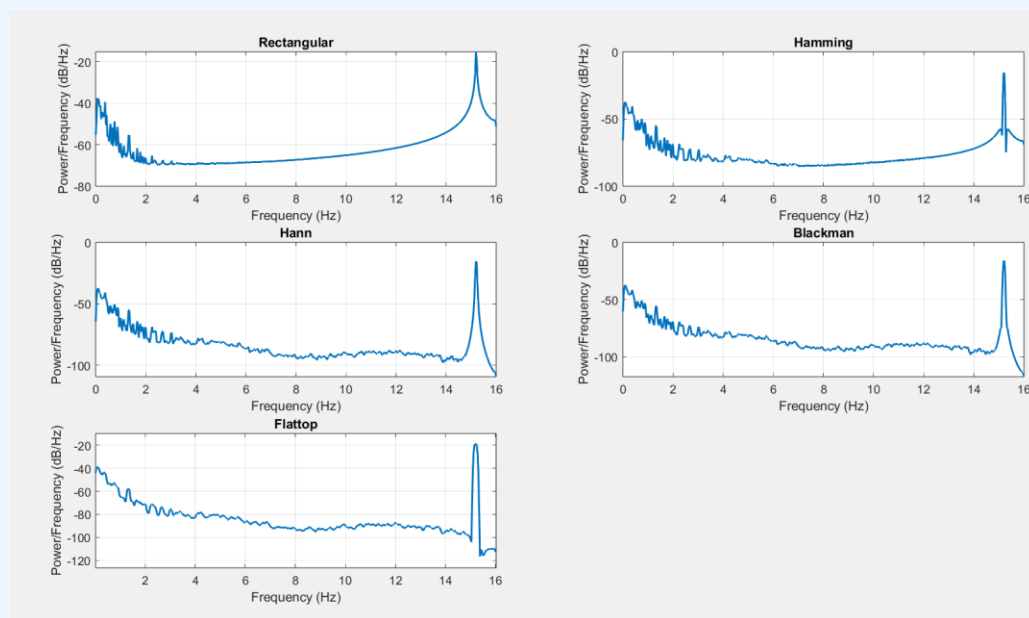 Rectangular
Power/Frequency (dB/Hz)
-20
-40
-60
-80
0 2 4 6 8 10 12 14 16
Frequency (Hz)
Hamming
Power/Frequency (dB/Hz)
0
-50
-100
0 2 4 6 8 10 12 14 16
Frequency (Hz)
Hann
Power/Frequency (dB/Hz)
0
-50
-100
0 2 4 6 8 10 12 14 16
Frequency (Hz)
Blackman
Power/Frequency (dB/Hz)
0
-50
-100
0 2 4 6 8 10 12 14 16
Frequency (Hz)
Flattop
Power/Frequency (dB/Hz)
-20
-40
-60
-80
-100
-120
2 4 6 8 10 12 14 16
Frequency (Hz)